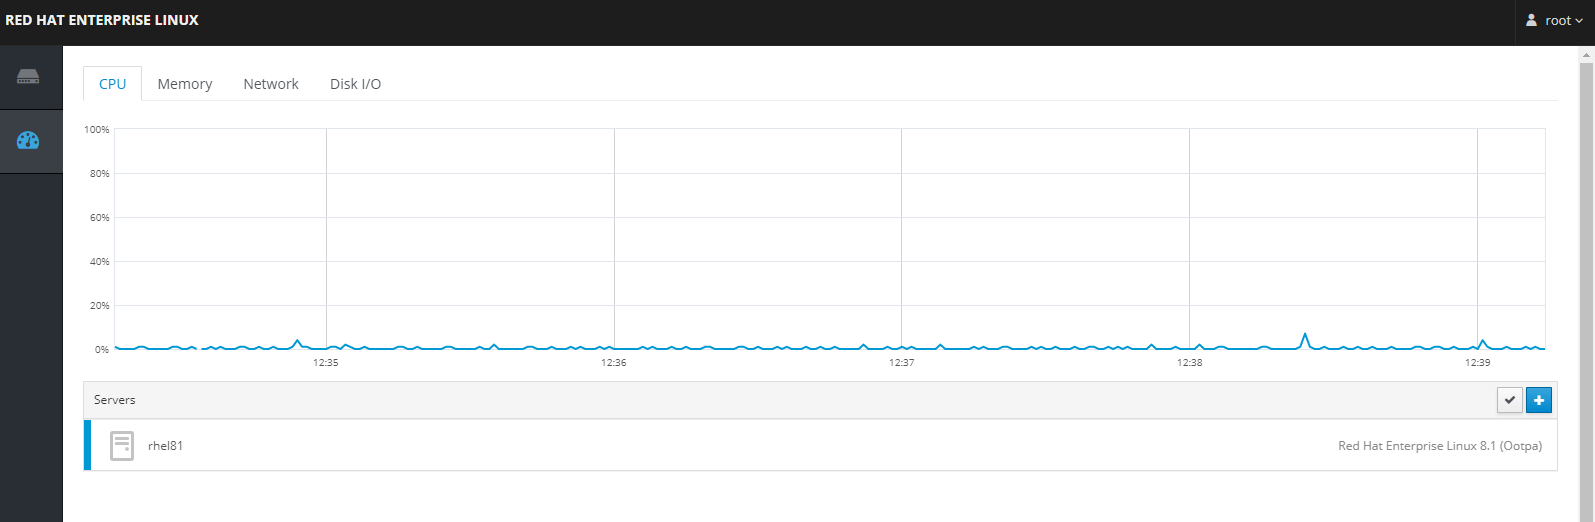 RED HAT ENTERPRISE LINUX
root
CPU Memory Network Disk I/O
100%
80%
60%
40%
20%
0%
12:35 12:36 12:37 12:38 12:39
Servers
rhel81 Red Hat Enterprise Linux 8.1 (Ootpa)